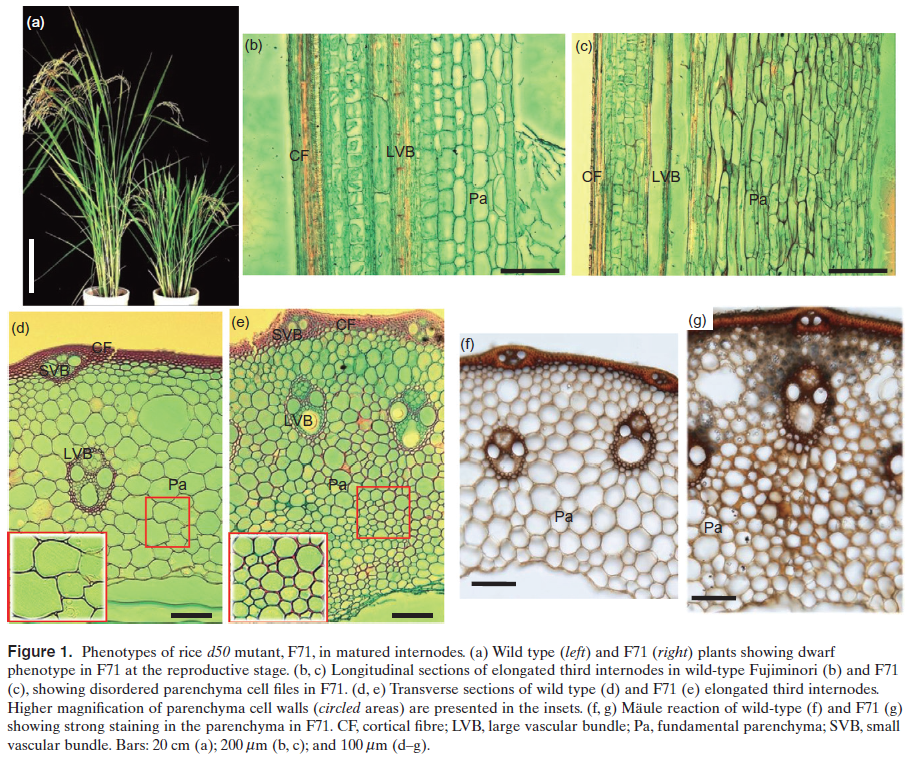 (a)
(b)
(c)
CF
LVB
Pa
CF
LVB
Pa
(d)
SVB
CF
LVB
Pa
(e)
SVB
CF
LVB
Pa
(f)
Pa
(g)
Pa
Figure 1. Phenotypes of rice d50 mutant, F71, in matured internodes. (a) Wild type (left) and F71 (right) plants showing dwarf
phenotype in F71 at the reproductive stage. (b, c) Longitudinal sections of elongated third internodes in wild-type Fujiminori (b) and F71
(c), showing disordered parenchyma cell files in F71. (d, e) Transverse sections of wild type (d) and F71 (e) elongated third internodes.
Higher magnification of parenchyma cell walls (circled areas) are presented in the insets. (f, g) Mäule reaction of wild-type (f) and F71 (g)
showing strong staining in the parenchyma in F71. CF, cortical fibre; LVB, large vascular bundle; Pa, fundamental parenchyma; SVB, small
vascular bundle. Bars: 20 cm (a); 200 μm (b, c); and 100 μm (d–g).